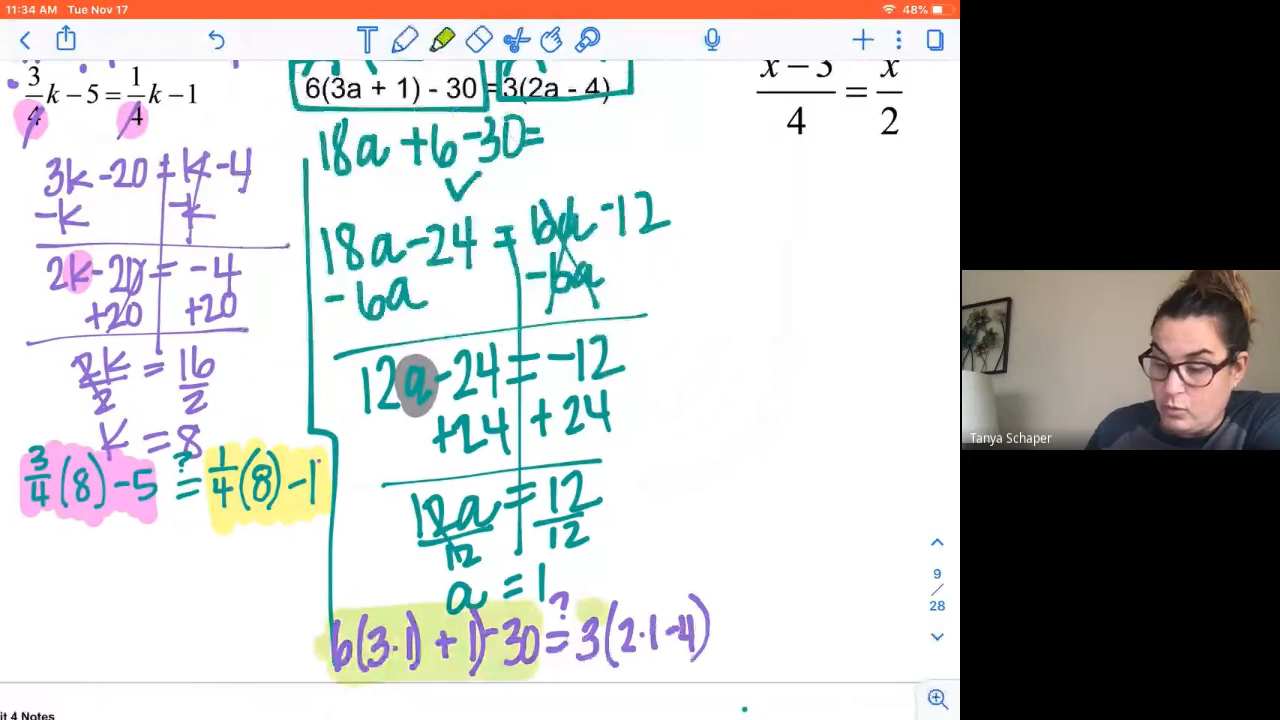 11:34 AM Tue Nov 17
48%
3/4 k - 5 = 1/4 k - 1
3k - 20 = k - 4
-k -k
2k - 20 = -4
+20 +20
2k/2 = 16/2
k = 8
3/4 (8) - 5 ?= 1/4 (8) - 1
6(3a + 1) - 30 = 3(2a - 4)
18a + 6 - 30 =
18a - 24 = 6a - 12
- 6a - 6a
12a - 24 = -12
+24 +24
12a/12 = 12/12
a = 1
6(3·1) + 1) - 30 ?= 3(2·1 - 4)
x - 3/4 = x/2
Tanya Schaper
9
/
28
it 4 Notes